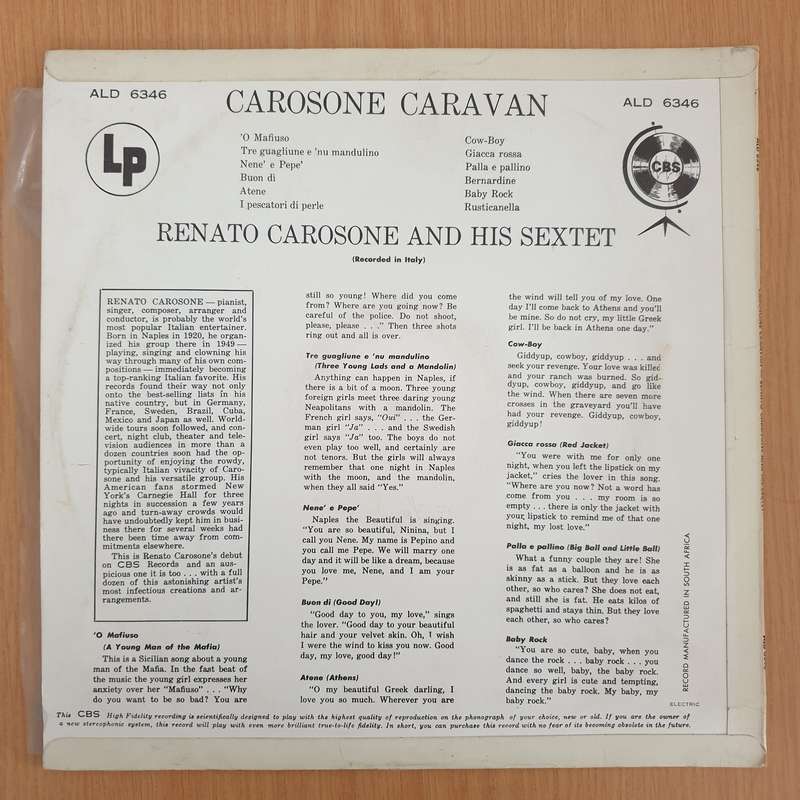 ALD 6346
CAROSONE CARAVAN
ALD 6346
LP
'O Mafiuso
Tre guagliune e 'nu mandulino
Nene' e Pepe'
Buon dì
Atene
I pescatori di perle
Cow-Boy
Giacca rossa
Palla e pallino
Bernardine
Baby Rock
Rusticanella
CBS
RENATO CAROSONE AND HIS SEXTET
(Recorded in Italy)
RENATO CAROSONE — pianist,
singer, composer, arranger and
conductor, is probably the world's
most popular Italian entertainer.
Born in Naples in 1920, he organ-
ized his group there in 1949 —
playing, singing and clowning his
way through many of his own com-
positions — immediately becoming
a top-ranking Italian favorite. His
records found their way not only
onto the best-selling lists in his
native country, but in Germany,
France, Sweden, Brazil, Cuba,
Mexico and Japan as well. World-
wide tours soon followed, and con-
cert, night club, theater and tele-
vision audiences in more than a
dozen countries soon had the op-
portunity of enjoying the rowdy,
typically Italian vivacity of Caro-
sone and his versatile group. His
American fans stormed New
York's Carnegie Hall for three
nights in succession a few years
ago and turn-away crowds would
have undoubtedly kept him in busi-
ness there for several weeks had
there been time away from com-
mitments elsewhere.
This is Renato Carosone's debut
on CBS Records and an aus-
picious one it is too . . . with a full
dozen of this astonishing artist's
most infectious creations and ar-
rangements.
'O Mafiuso
(A Young Man of the Mafia)
This is a Sicilian song about a young
man of the Mafia. In the fast beat of
the music the young girl expresses her
anxiety over her "Mafiuso" . . . "Why
do you want to be so bad? You are
still so young! Where did you come
from? Where are you going now? Be
careful of the police. Do not shoot,
please, please . . ." Then three shots
ring out and all is over.
Tre guagliune e 'nu mandulino
(Three Young Lads and a Mandolin)
Anything can happen in Naples, if
there is a bit of a moon. Three young
foreign girls meet three daring young
Neapolitans with a mandolin. The
French girl says, "Oui" . . . the Ger-
man girl "Ja" . . . and the Swedish
girl says "Ja" too. The boys do not
even play too well, and certainly are
not tenors. But the girls will always
remember that one night in Naples
with the moon, and the mandolin,
when they all said "Yes."
Nene' e Pepe'
Naples the Beautiful is singing.
"You are so beautiful, Ninina, but I
call you Nene. My name is Pepino and
you call me Pepe. We will marry one
day and it will be like a dream, because
you love me, Nene, and I am your
Pepe."
Buon dì (Good Day!)
"Good day to you, my love," sings
the lover. "Good day to your beautiful
hair and your velvet skin. Oh, I wish
I were the wind to kiss you now. Good
day, my love, good day!"
Atene (Athens)
"O my beautiful Greek darling, I
love you so much. Wherever you are
the wind will tell you of my love. One
day I'll come back to Athens and you'll
be mine. So do not cry, my little Greek
girl. I'll be back in Athens one day."
Cow-Boy
Giddyup, cowboy, giddyup . . . and
seek your revenge. Your love was killed
and your ranch was burned. So gid-
dyup, cowboy, giddyup, and go like
the wind. When there are seven more
crosses in the graveyard you'll have
had your revenge. Giddyup, cowboy,
giddyup!
Giacca rossa (Red Jacket)
"You were with me for only one
night, when you left the lipstick on my
jacket," cries the lover in this song.
"Where are you now? Not a word has
come from you . . . my room is so
empty . . . there is only the jacket with
your lipstick to remind me of that one
night, my lost love."
Palla e pallino (Big Ball and Little Ball)
What a funny couple they are! She
is as fat as a balloon and he is as
skinny as a stick. But they love each
other, so who cares? She does not eat,
and still she is fat. He eats kilos of
spaghetti and stays thin. But they love
each other, so who cares?
Baby Rock
"You are so cute, baby, when you
dance the rock . . . baby rock . . . you
dance so well, baby, the baby rock.
And every girl is cute and tempting,
dancing the baby rock. My baby, my
baby rock."
RECORD MANUFACTURED IN SOUTH AFRICA
ELECTRIC
This CBS High Fidelity recording is scientifically designed to play with the highest quality of reproduction on the phonograph of your choice, new or old. If you are the owner of
a new stereophonic system, this record will play with even more brilliant true-to-life fidelity. In short, you can purchase this record with no fear of its becoming obsolete in the future.